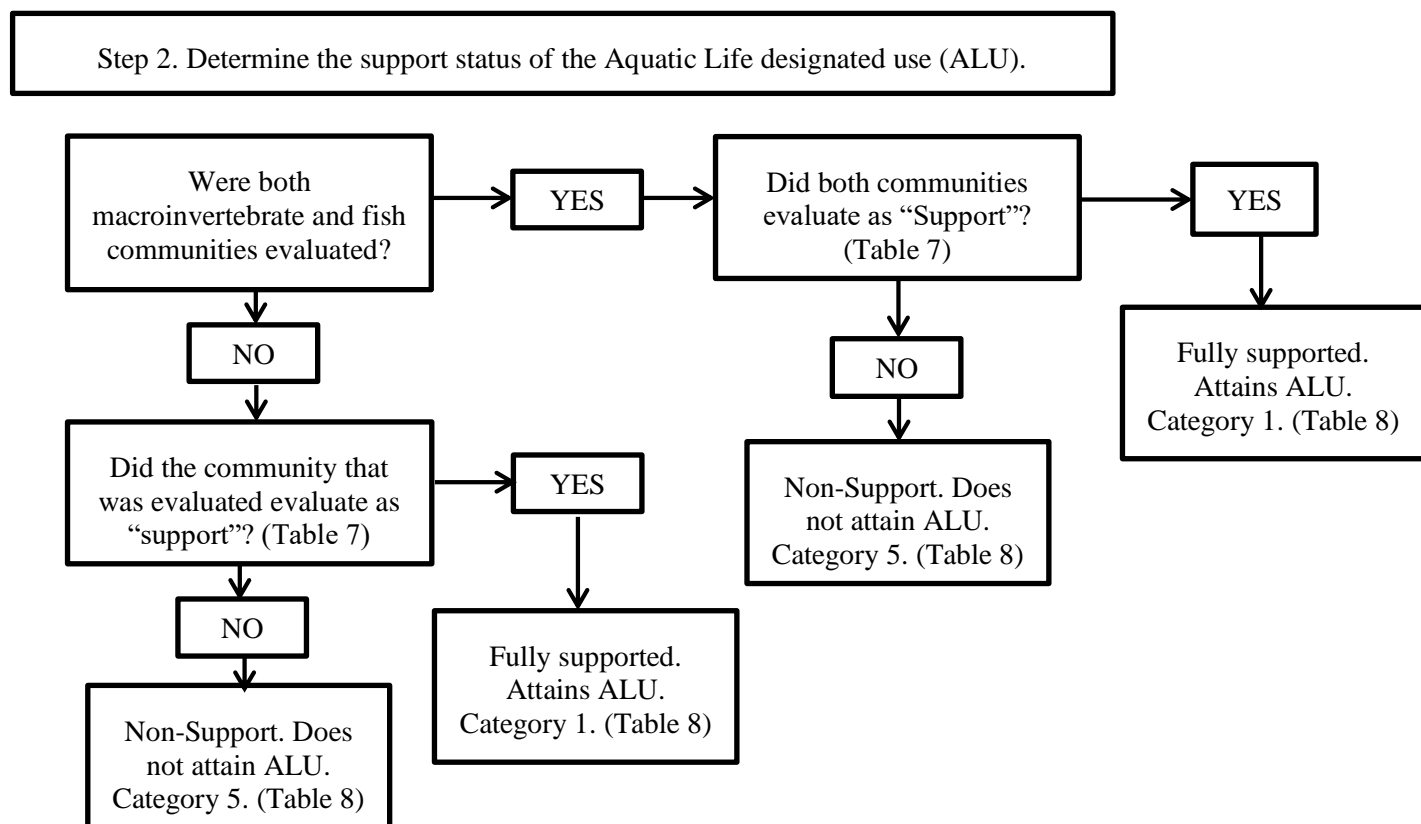 Step 2. Determine the support status of the Aquatic Life designated use (ALU).
Were both
macroinvertebrate and fish
communities evaluated?
YES
Did both communities
evaluate as “Support”?
(Table 7)
YES
Fully supported.
Attains ALU.
Category 1. (Table 8)
NO
Non-Support. Does
not attain ALU.
Category 5. (Table 8)
NO
Did the community that
was evaluated evaluate as
“support”? (Table 7)
YES
Fully supported.
Attains ALU.
Category 1. (Table 8)
NO
Non-Support. Does
not attain ALU.
Category 5. (Table 8)